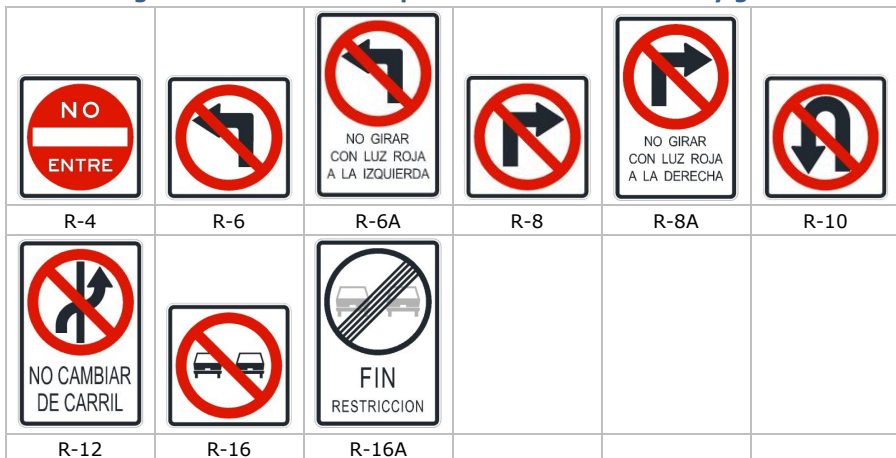 NO
ENTRE
NO GIRAR
CON LUZ ROJA
A LA IZQUIERDA
NO GIRAR
CON LUZ ROJA
A LA DERECHA
R-4
R-6
R-6A
R-8
R-8A
R-10
NO CAMBIAR
DE CARRIL
FIN
RESTRICCION
R-12
R-16
R-16A